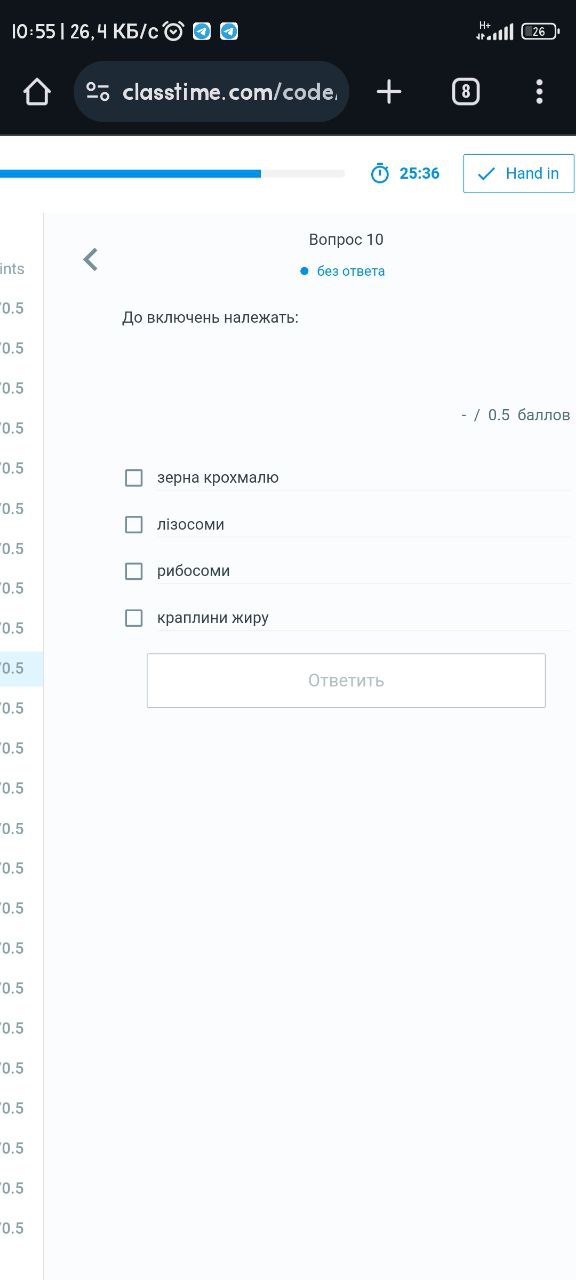 10:55 | 26,4 КБ/с H+ 26
classtime.com/code 8
25:36 Hand in
Вопрос 10
без ответа
ints
До включень належать:
/0.5
/0.5
/0.5
- / 0.5 баллов
/0.5
/0.5
зерна крохмалю
/0.5
лізосоми
/0.5
рибосоми
/0.5
краплини жиру
/0.5
/0.5
Ответить
/0.5
/0.5
/0.5
/0.5
/0.5
/0.5
/0.5
/0.5
/0.5
/0.5
/0.5
/0.5
/0.5
/0.5